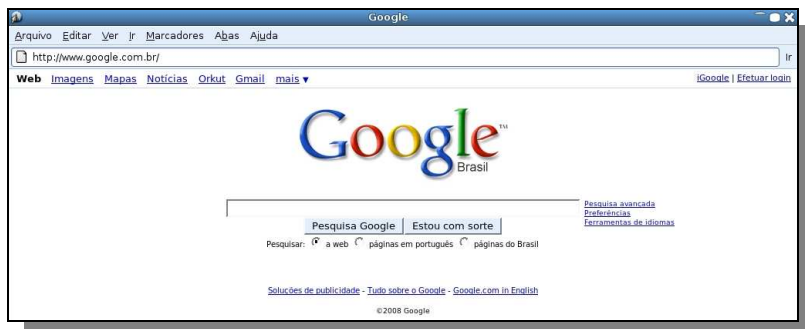 Google
Arquivo Editar Ver Ir Marcadores Abas Ajuda
http://www.google.com.br/ Ir
Web Imagens Mapas Notícias Orkut Gmail mais ▼ iGoogle | Efetuar login
Google™
Brasil
Pesquisa avançada
Preferências
Ferramentas de idiomas
Pesquisa Google Estou com sorte
Pesquisar: a web páginas em português páginas do Brasil
Soluções de publicidade - Tudo sobre o Google - Google.com in English
©2008 Google